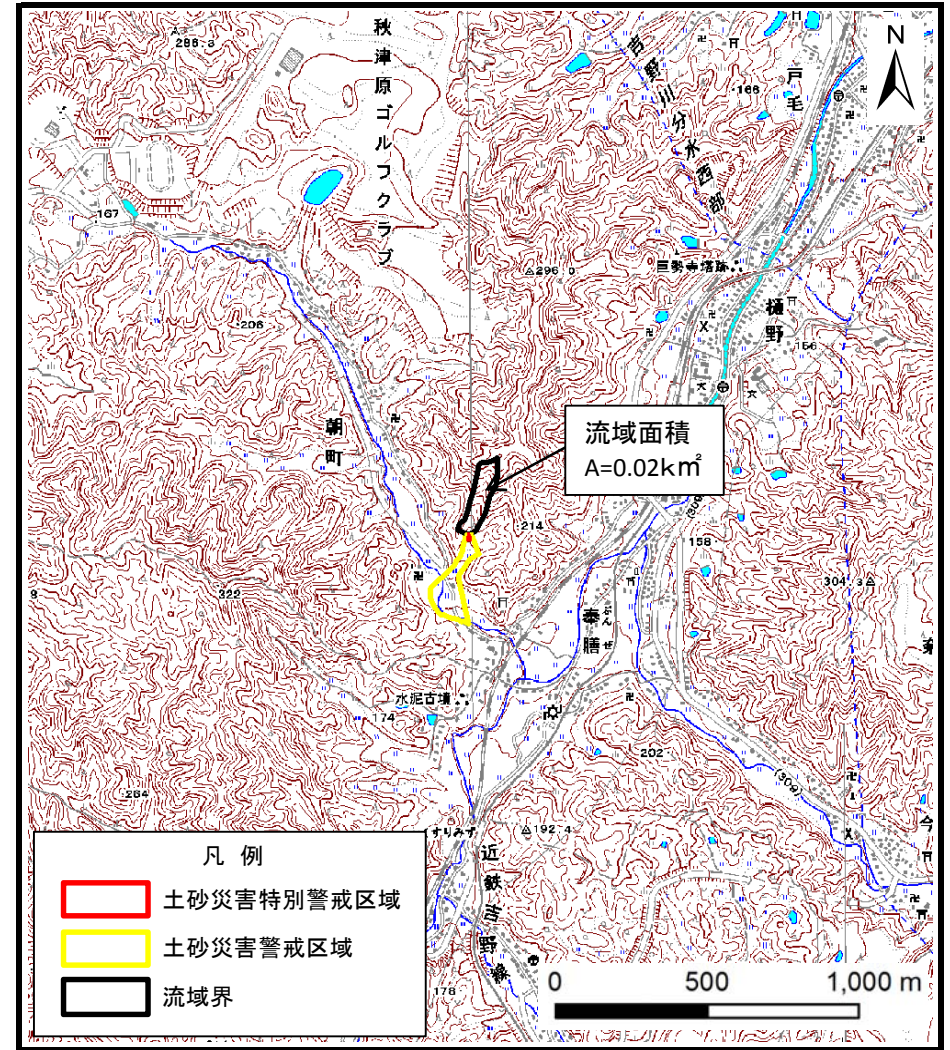 秋津原ゴルフクラブ
286.3
167
206
朝町
吉野川分水西部
166
戸毛
N
296.0
巨勢寺塔跡
樋野
156
流域面積
A=0.02km²
214
(309)
158
304.3
322
奉膳
ぶんぜ
水泥古墳
174
202
264
(309)
今
すりみず
192.4
近鉄吉野線
178
凡 例
土砂災害特別警戒区域
土砂災害警戒区域
流域界
0 500 1,000 m